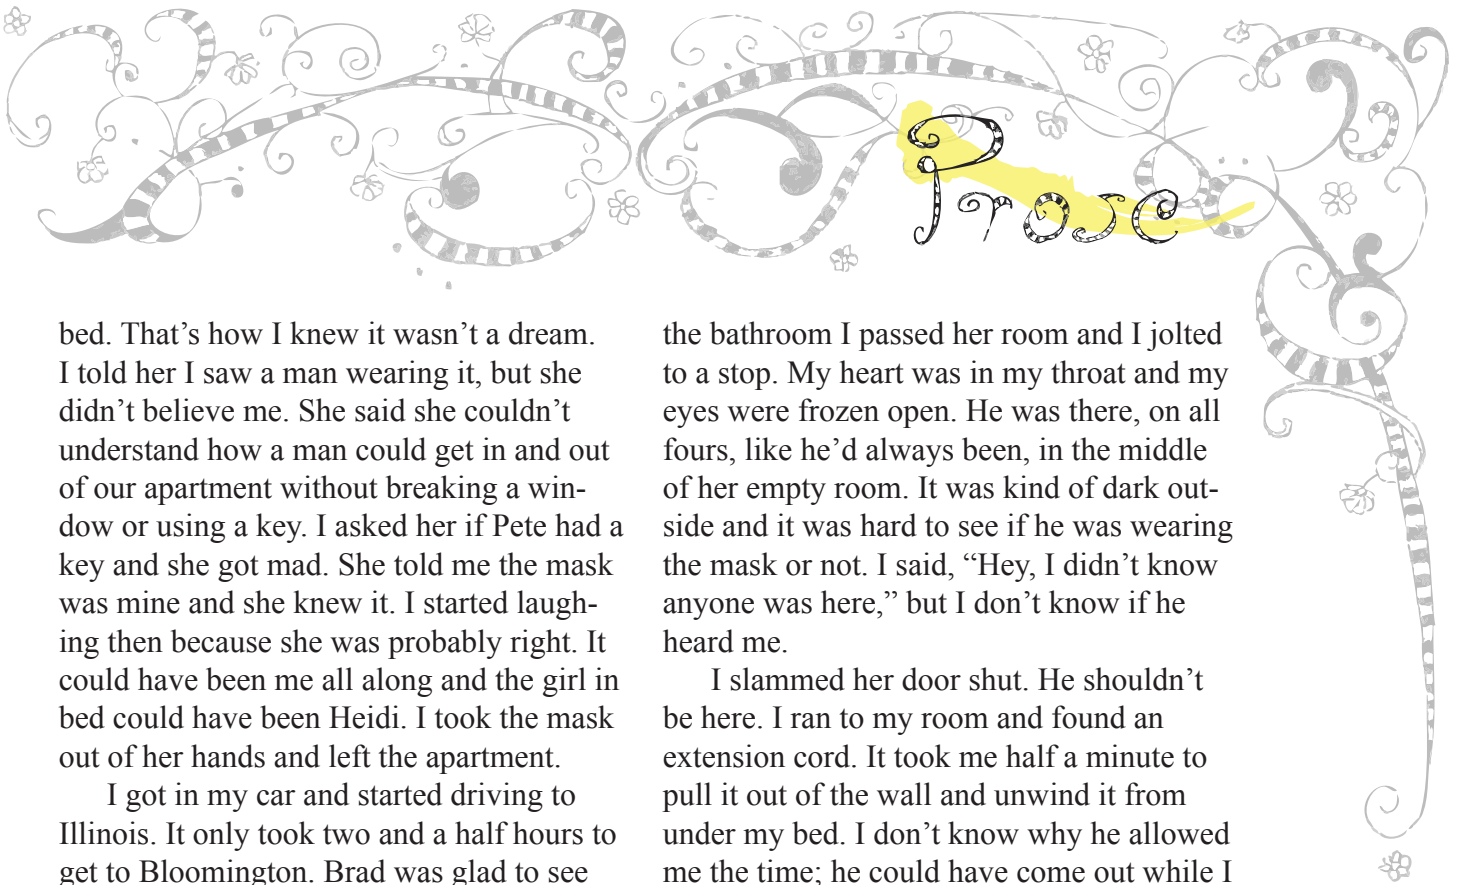 Prose
bed. That’s how I knew it wasn’t a dream.
I told her I saw a man wearing it, but she
didn’t believe me. She said she couldn’t
understand how a man could get in and out
of our apartment without breaking a win-
dow or using a key. I asked her if Pete had a
key and she got mad. She told me the mask
was mine and she knew it. I started laugh-
ing then because she was probably right. It
could have been me all along and the girl in
bed could have been Heidi. I took the mask
out of her hands and left the apartment.
I got in my car and started driving to
Illinois. It only took two and a half hours to
get to Bloomington. Brad was glad to see
the bathroom I passed her room and I jolted
to a stop. My heart was in my throat and my
eyes were frozen open. He was there, on all
fours, like he’d always been, in the middle
of her empty room. It was kind of dark out-
side and it was hard to see if he was wearing
the mask or not. I said, “Hey, I didn’t know
anyone was here,” but I don’t know if he
heard me.
I slammed her door shut. He shouldn’t
be here. I ran to my room and found an
extension cord. It took me half a minute to
pull it out of the wall and unwind it from
under my bed. I don’t know why he allowed
me the time; he could have come out while I